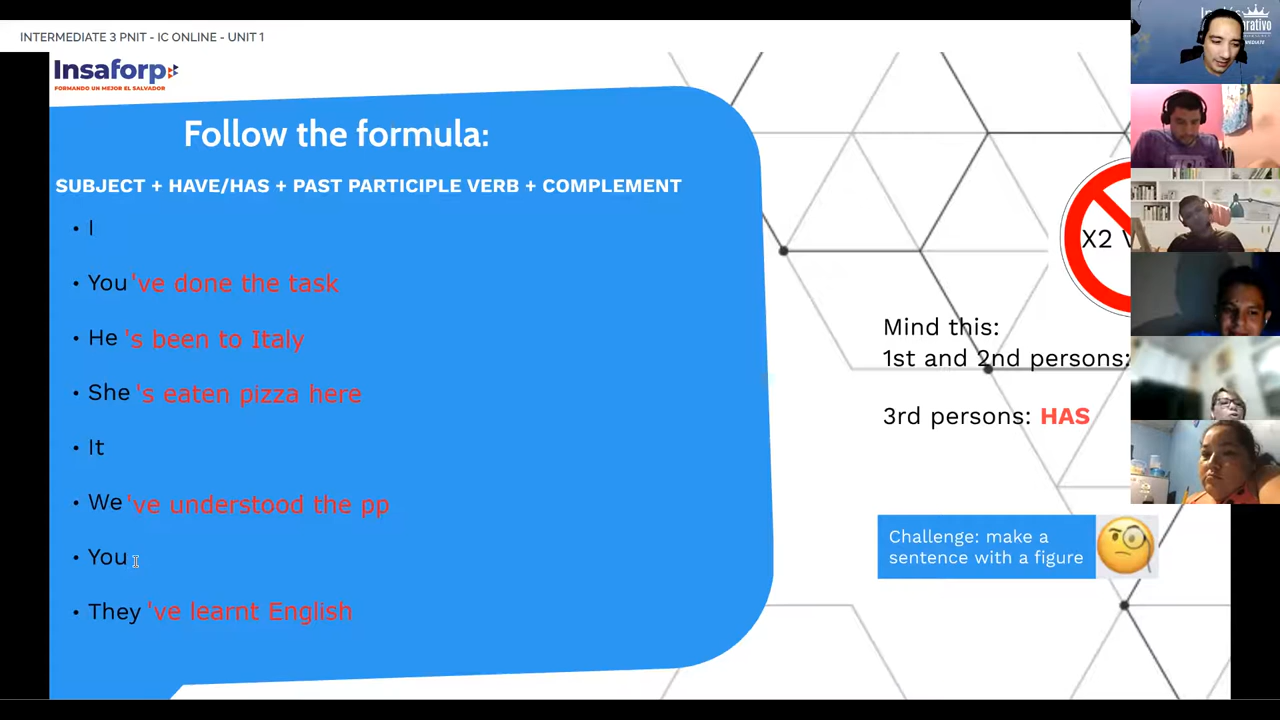 INTERMEDIATE 3 PNIT - IC ONLINE - UNIT 1
Insaforp
FORMANDO UN MEJOR EL SALVADOR
Follow the formula:
SUBJECT + HAVE/HAS + PAST PARTICIPLE VERB + COMPLEMENT
• I
• You 've done the task
• He 's been to Italy
• She 's eaten pizza here
• It
• We 've understood the pp
• You
• They 've learnt English
X2
Mind this:
1st and 2nd persons:
3rd persons: HAS
Challenge: make a
sentence with a figure